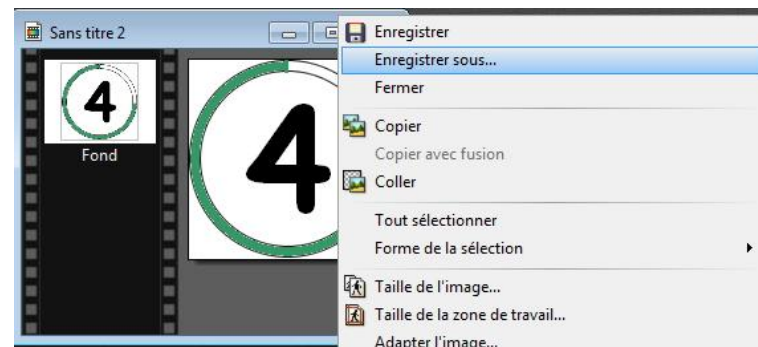 Sans titre 2
4
Fond
4
Enregistrer
Enregistrer sous...
Fermer
Copier
Copier avec fusion
Coller
Tout sélectionner
Forme de la sélection
Taille de l'image...
Taille de la zone de travail...
Adapter l'image...